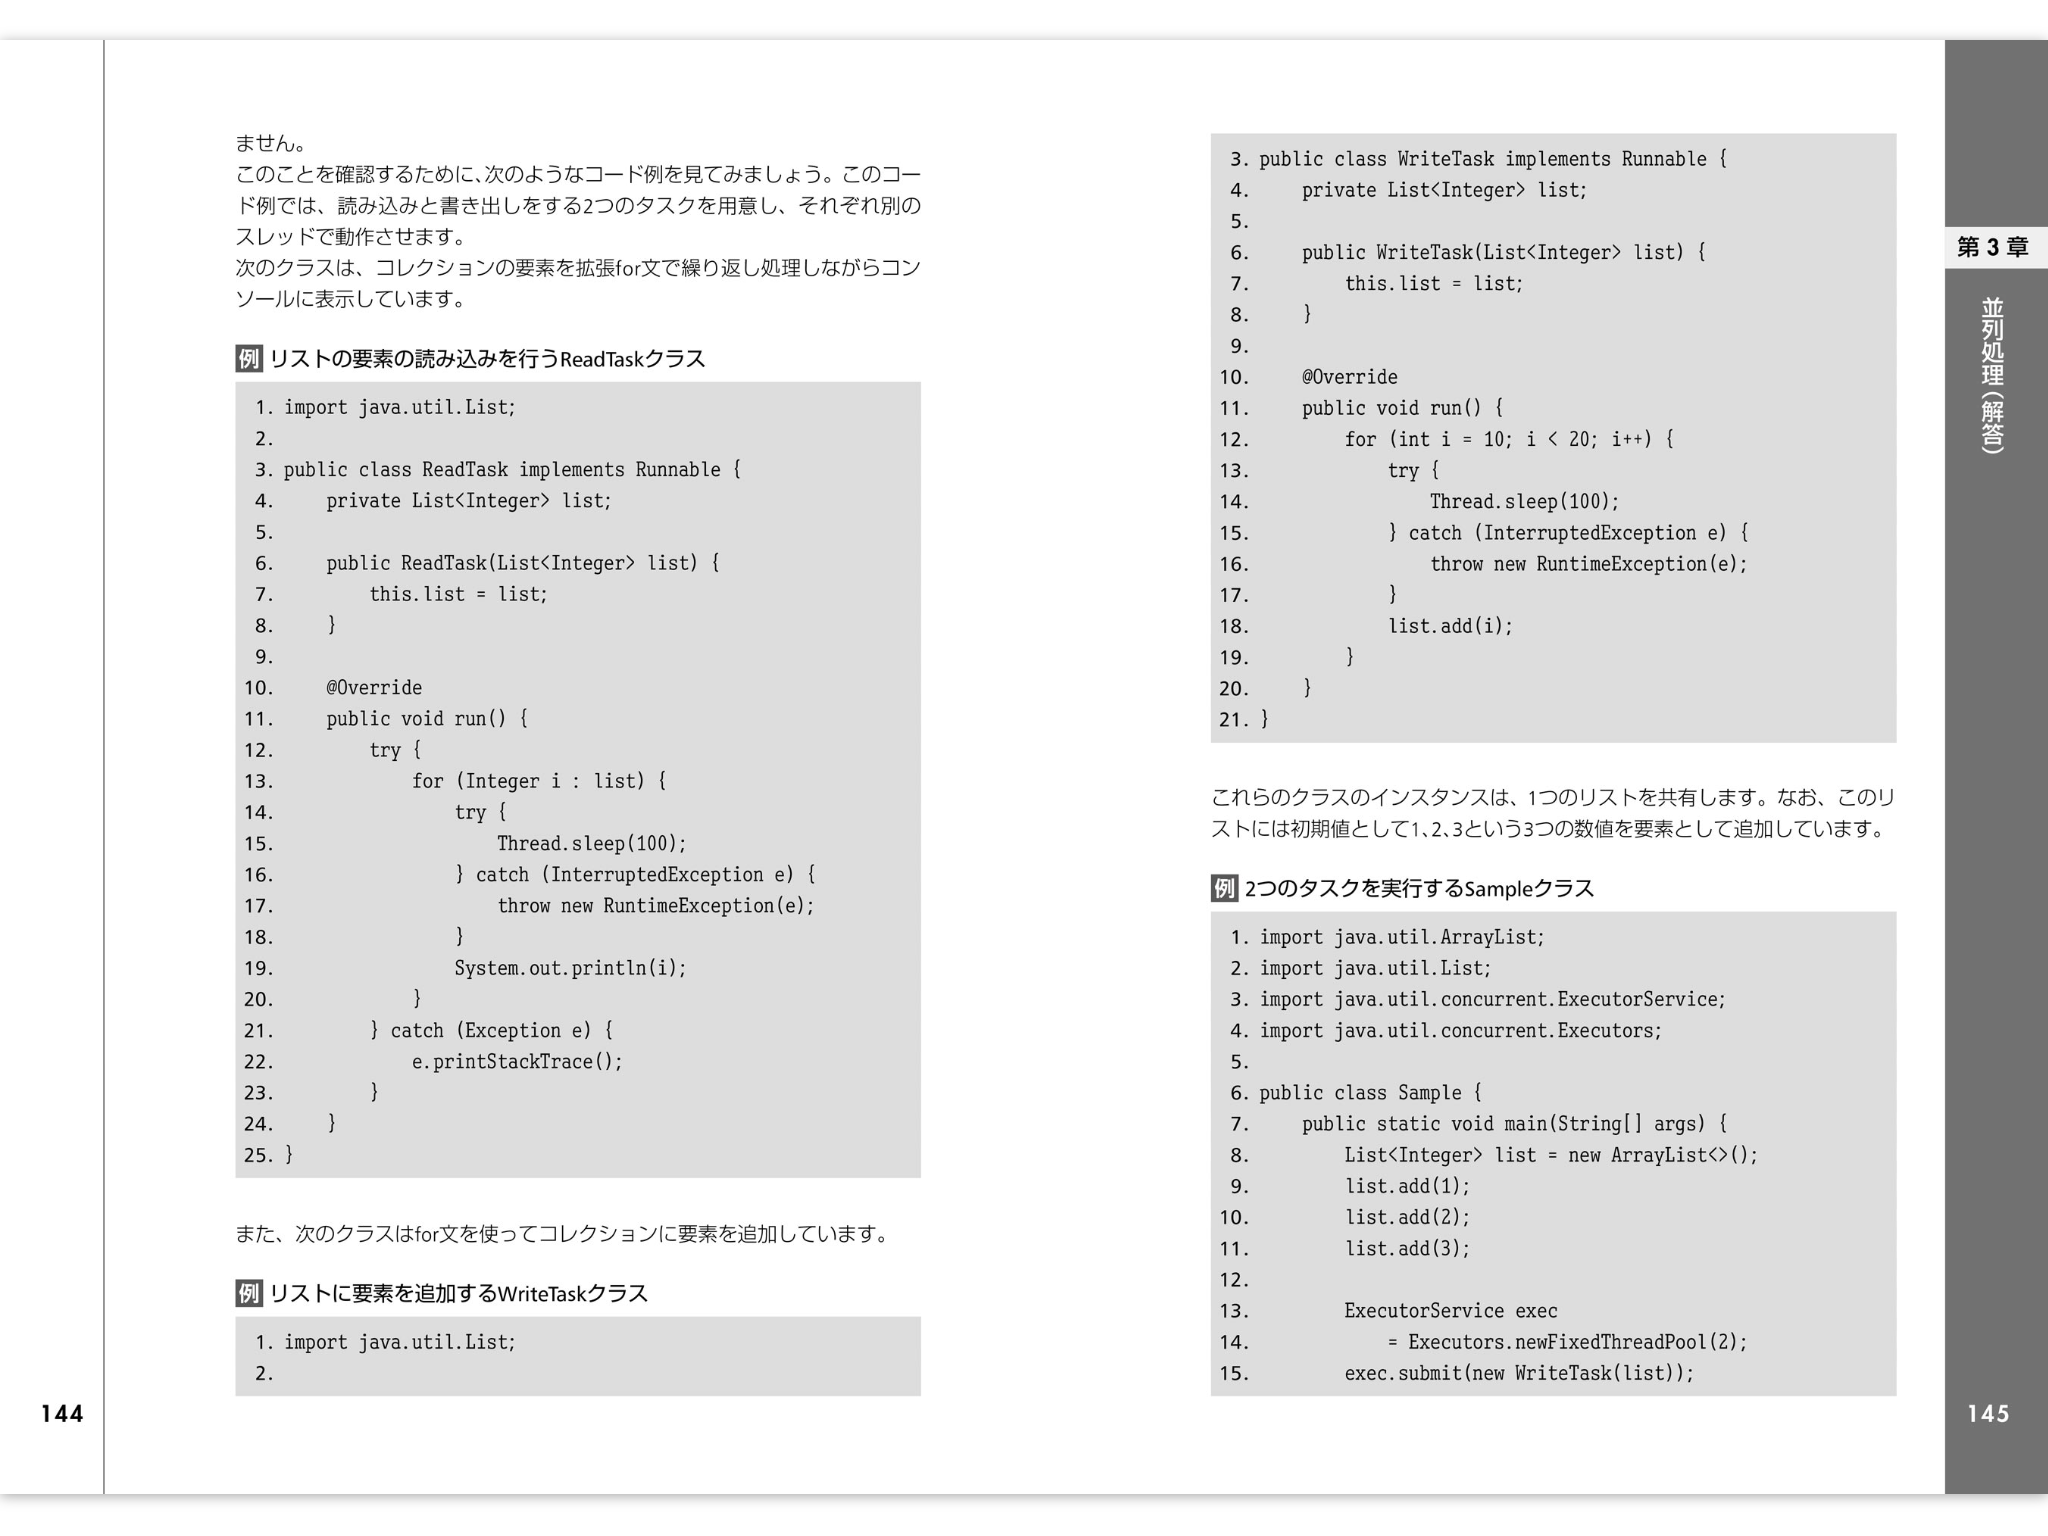 ません。
このことを確認するために、次のようなコード例を見てみましょう。このコー
ド例では、読み込みと書き出しをする2つのタスクを用意し、それぞれ別の
スレッドで動作させます。
次のクラスは、コレクションの要素を拡張for文で繰り返し処理しながらコン
ソールに表示しています。
例 リストの要素の読み込みを行うReadTaskクラス
1. import java.util.List;
2.
3. public class ReadTask implements Runnable {
4.     private List<Integer> list;
5.
6.     public ReadTask(List<Integer> list) {
7.         this.list = list;
8.     }
9.
10.     @Override
11.     public void run() {
12.         try {
13.             for (Integer i : list) {
14.                 try {
15.                     Thread.sleep(100);
16.                 } catch (InterruptedException e) {
17.                     throw new RuntimeException(e);
18.                 }
19.                 System.out.println(i);
20.             }
21.         } catch (Exception e) {
22.             e.printStackTrace();
23.         }
24.     }
25. }
また、次のクラスはfor文を使ってコレクションに要素を追加しています。
例 リストに要素を追加するWriteTaskクラス
1. import java.util.List;
2.
144
3. public class WriteTask implements Runnable {
4.     private List<Integer> list;
5.
6.     public WriteTask(List<Integer> list) {
7.         this.list = list;
8.     }
9.
10.     @Override
11.     public void run() {
12.         for (int i = 10; i < 20; i++) {
13.             try {
14.                 Thread.sleep(100);
15.             } catch (InterruptedException e) {
16.                 throw new RuntimeException(e);
17.             }
18.             list.add(i);
19.         }
20.     }
21. }
これらのクラスのインスタンスは、1つのリストを共有します。なお、このリ
ストには初期値として1、2、3という3つの数値を要素として追加しています。
例 2つのタスクを実行するSampleクラス
1. import java.util.ArrayList;
2. import java.util.List;
3. import java.util.concurrent.ExecutorService;
4. import java.util.concurrent.Executors;
5.
6. public class Sample {
7.     public static void main(String[] args) {
8.         List<Integer> list = new ArrayList<>();
9.         list.add(1);
10.         list.add(2);
11.         list.add(3);
12.
13.         ExecutorService exec
14.             = Executors.newFixedThreadPool(2);
15.         exec.submit(new WriteTask(list));
第3章
並列処理（解答）
145